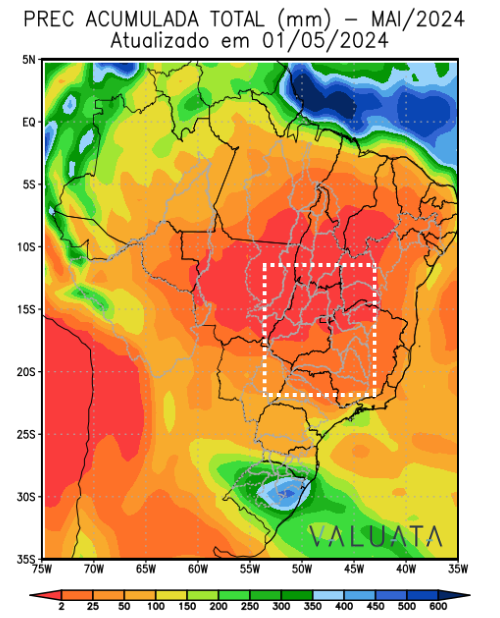 PREC ACUMULADA TOTAL (mm) – MAI/2024
Atualizado em 01/05/2024
5N
EQ
5S
10S
15S
20S
25S
30S
35S
VALUATA
75W 70W 65W 60W 55W 50W 45W 40W 35W
2 25 50 100 150 200 250 300 350 400 450 500 600